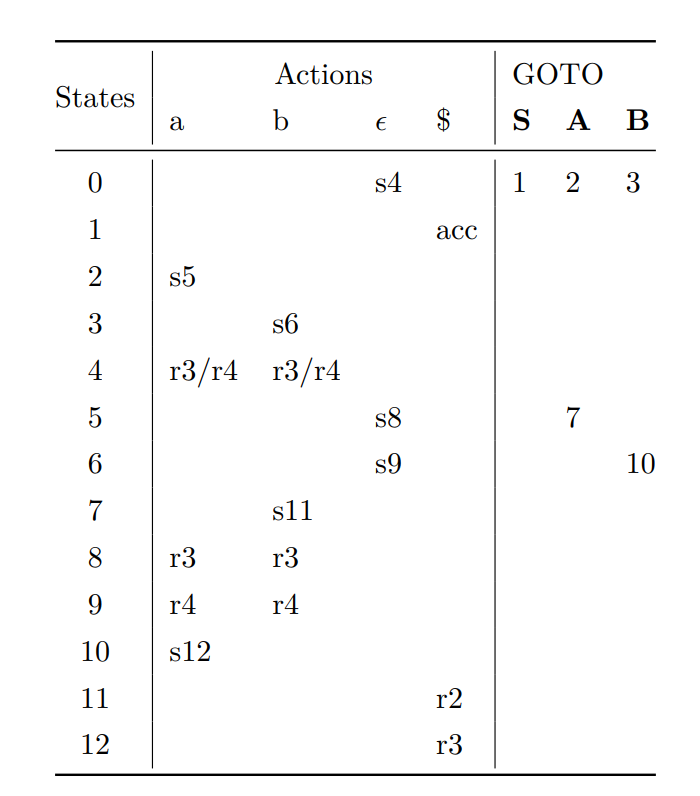 States Actions GOTO
a b ϵ $ S A B
0 s4 1 2 3
1 acc
2 s5
3 s6
4 r3/r4 r3/r4
5 s8 7
6 s9 10
7 s11
8 r3 r3
9 r4 r4
10 s12
11 r2
12 r3